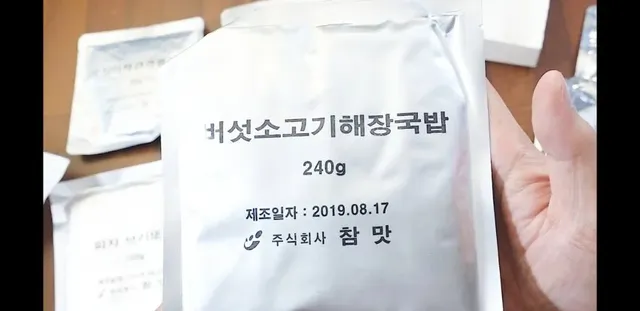 버섯소고기해장국밥
240g
제조일자 : 2019.08.17
주식회사 참 맛